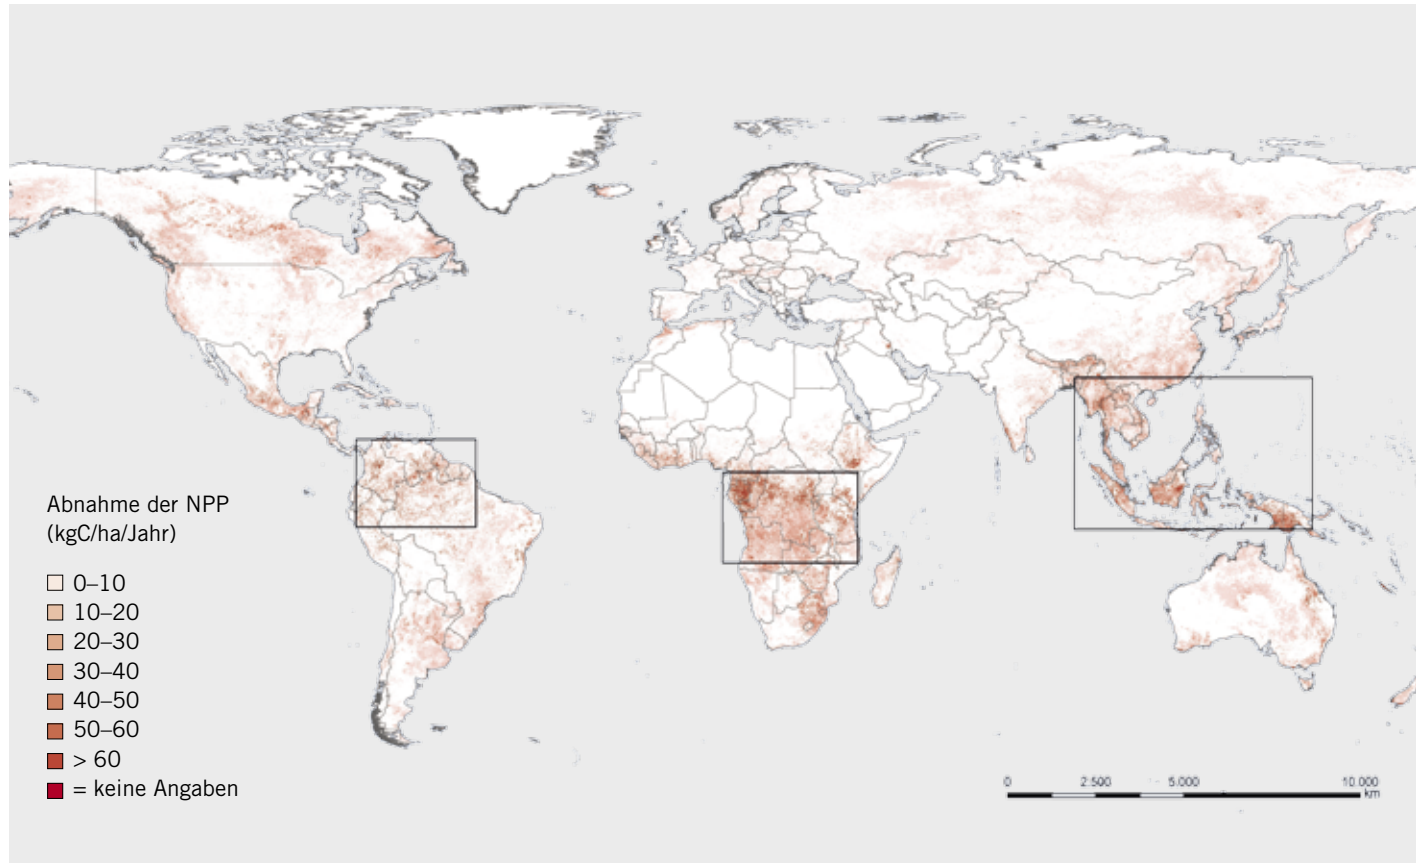 Abnahme der NPP
(kgC/ha/Jahr)
0–10
10–20
20–30
30–40
40–50
50–60
> 60
= keine Angaben
0 2.500 5.000 10.000
km